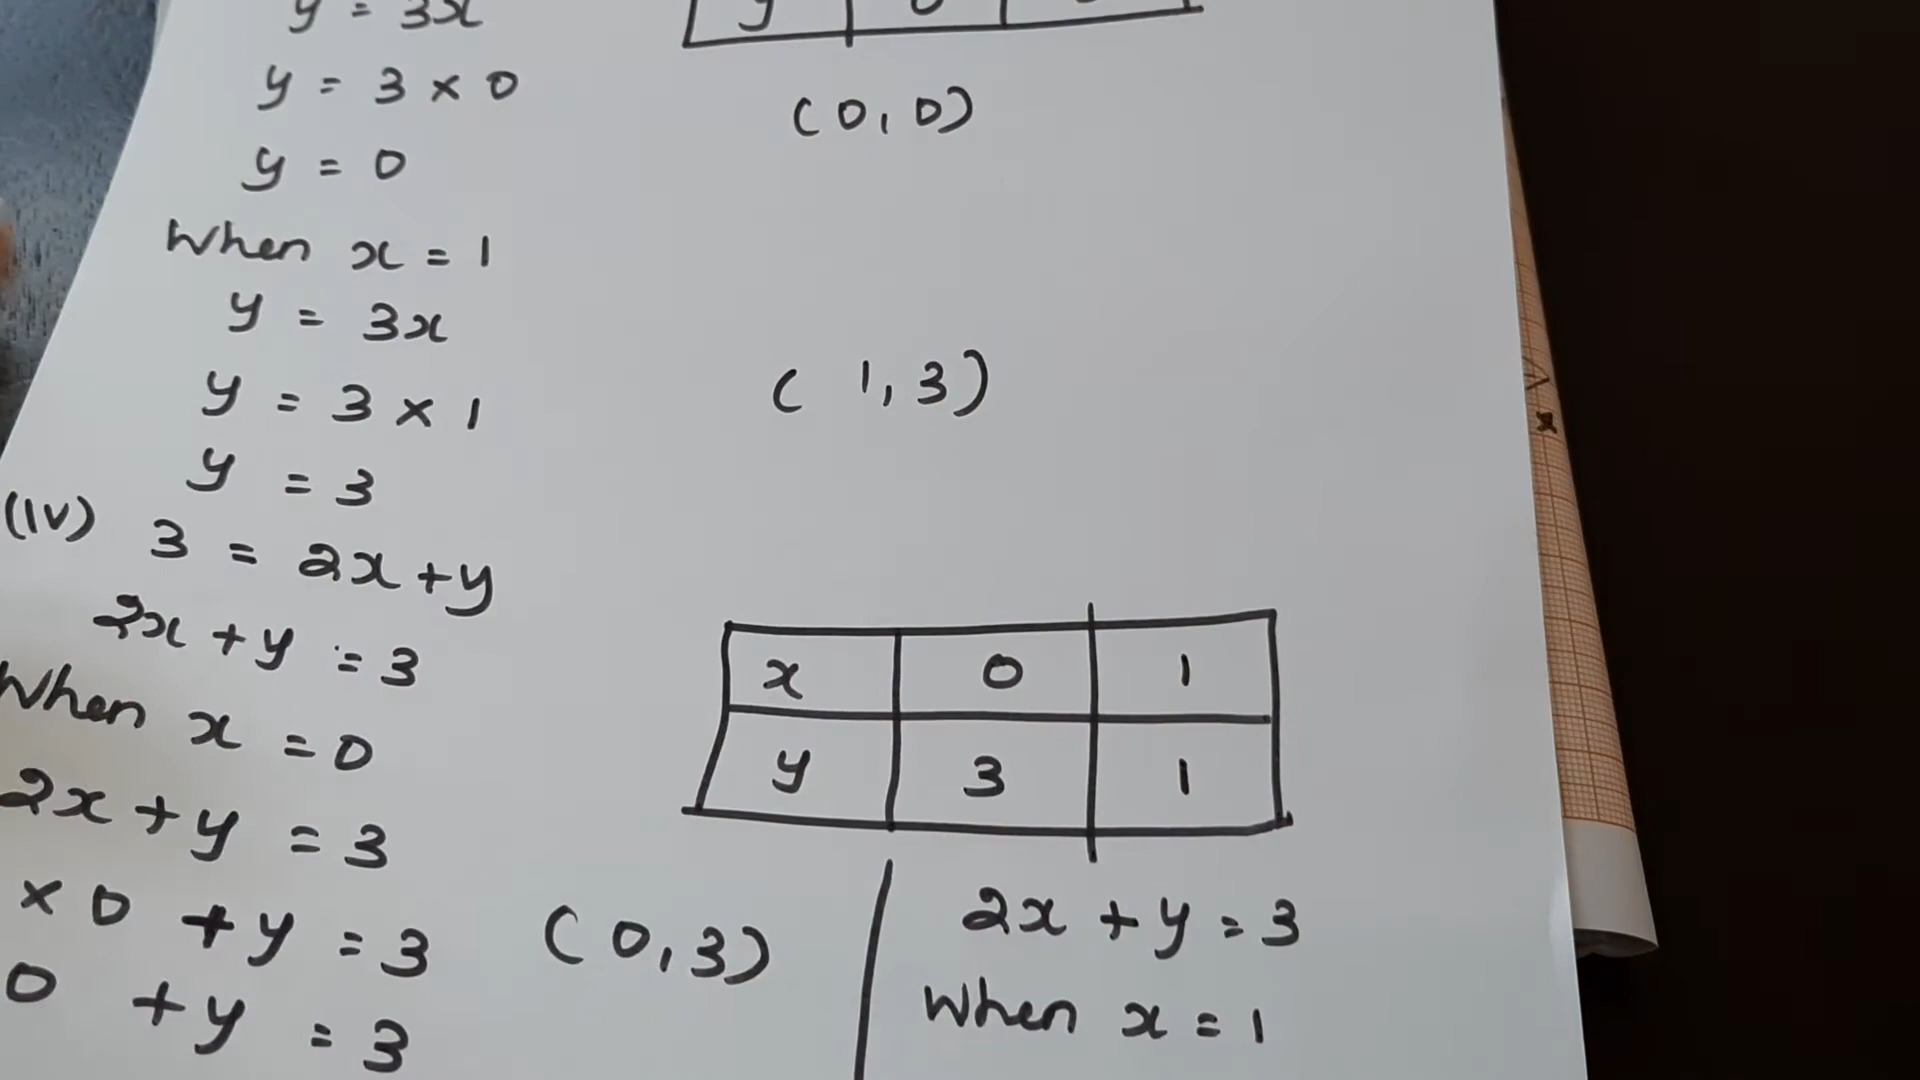 y = 3x
y 0
y = 3 × 0
(0, 0)
y = 0
When x = 1
y = 3x
y = 3 × 1
(1, 3)
y = 3
(IV) 3 = 2x + y
2x + y = 3
x 0 1
y 3 1
When x = 0
2x + y = 3
× 0 + y = 3
(0, 3)
0 + y = 3
2x + y = 3
When x = 1
x